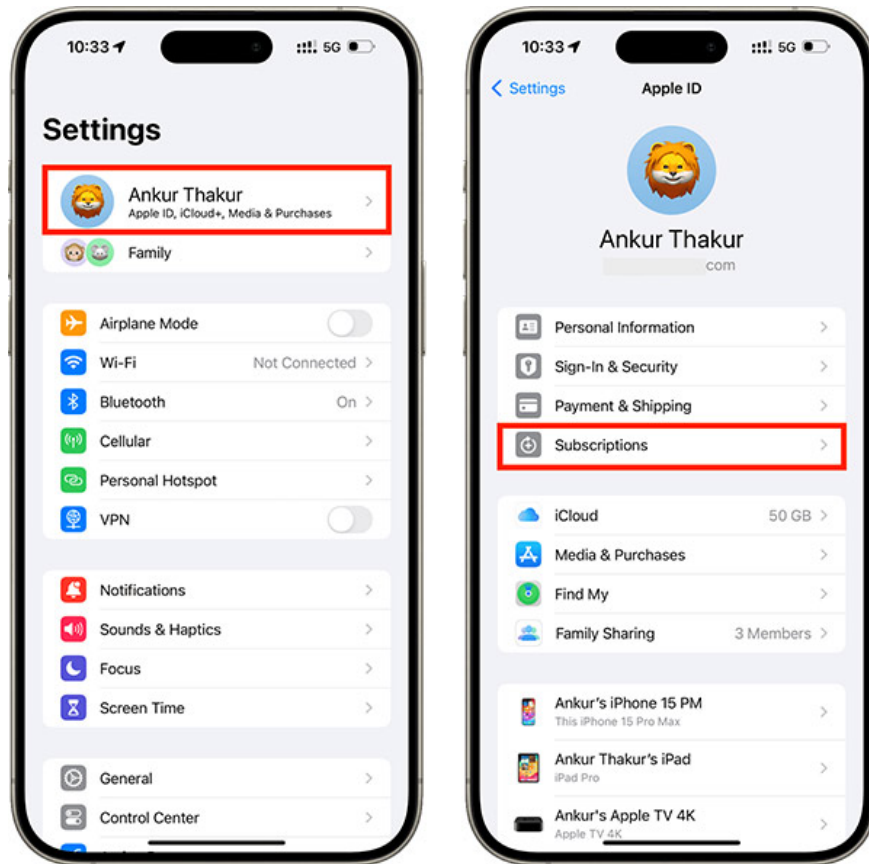 10:33
5G
Settings
Ankur Thakur
Apple ID, iCloud+, Media & Purchases
Family
Airplane Mode
Wi-Fi Not Connected
Bluetooth On
Cellular
Personal Hotspot
VPN
Notifications
Sounds & Haptics
Focus
Screen Time
General
Control Center
10:33
5G
Settings Apple ID
Ankur Thakur
com
Personal Information
Sign-In & Security
Payment & Shipping
Subscriptions
iCloud 50 GB
Media & Purchases
Find My
Family Sharing 3 Members
Ankur's iPhone 15 PM
This iPhone 15 Pro Max
Ankur Thakur's iPad
iPad Pro
Ankur's Apple TV 4K
Apple TV 4K